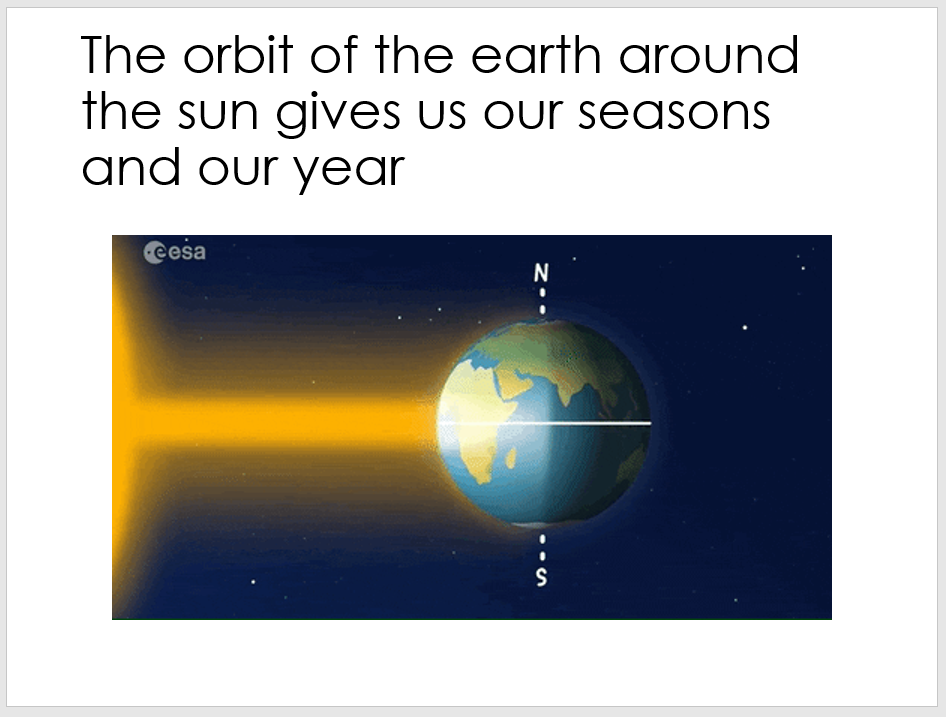 The orbit of the earth around
the sun gives us our seasons
and our year
esa
N
S